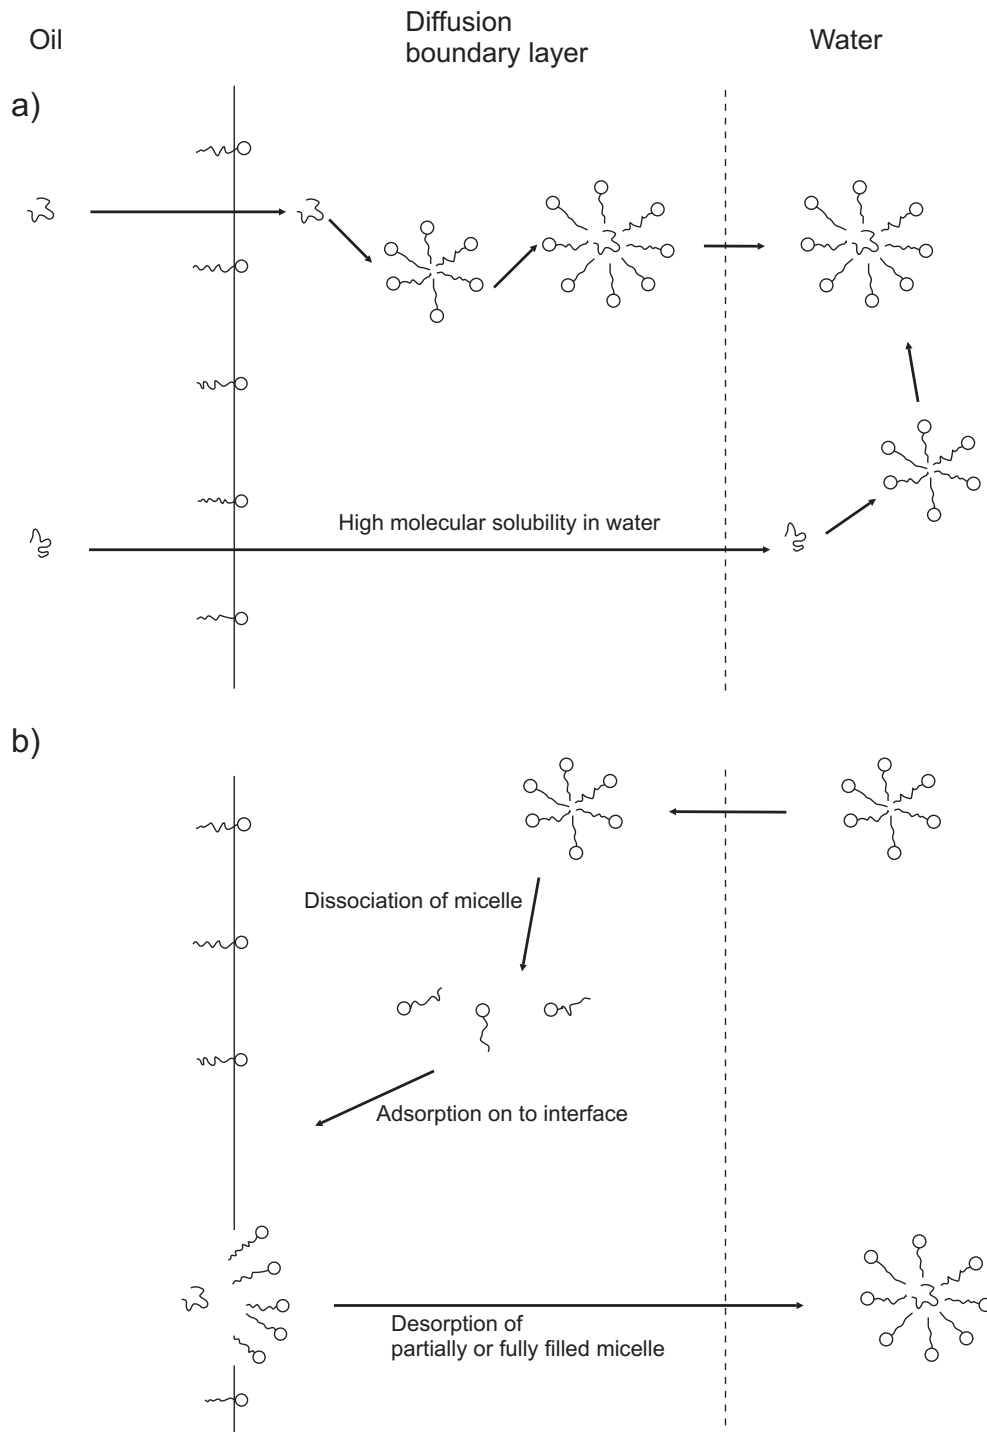 Oil
Diffusion
boundary layer
Water
a)
High molecular solubility in water
b)
Dissociation of micelle
Adsorption on to interface
Desorption of
partially or fully filled micelle